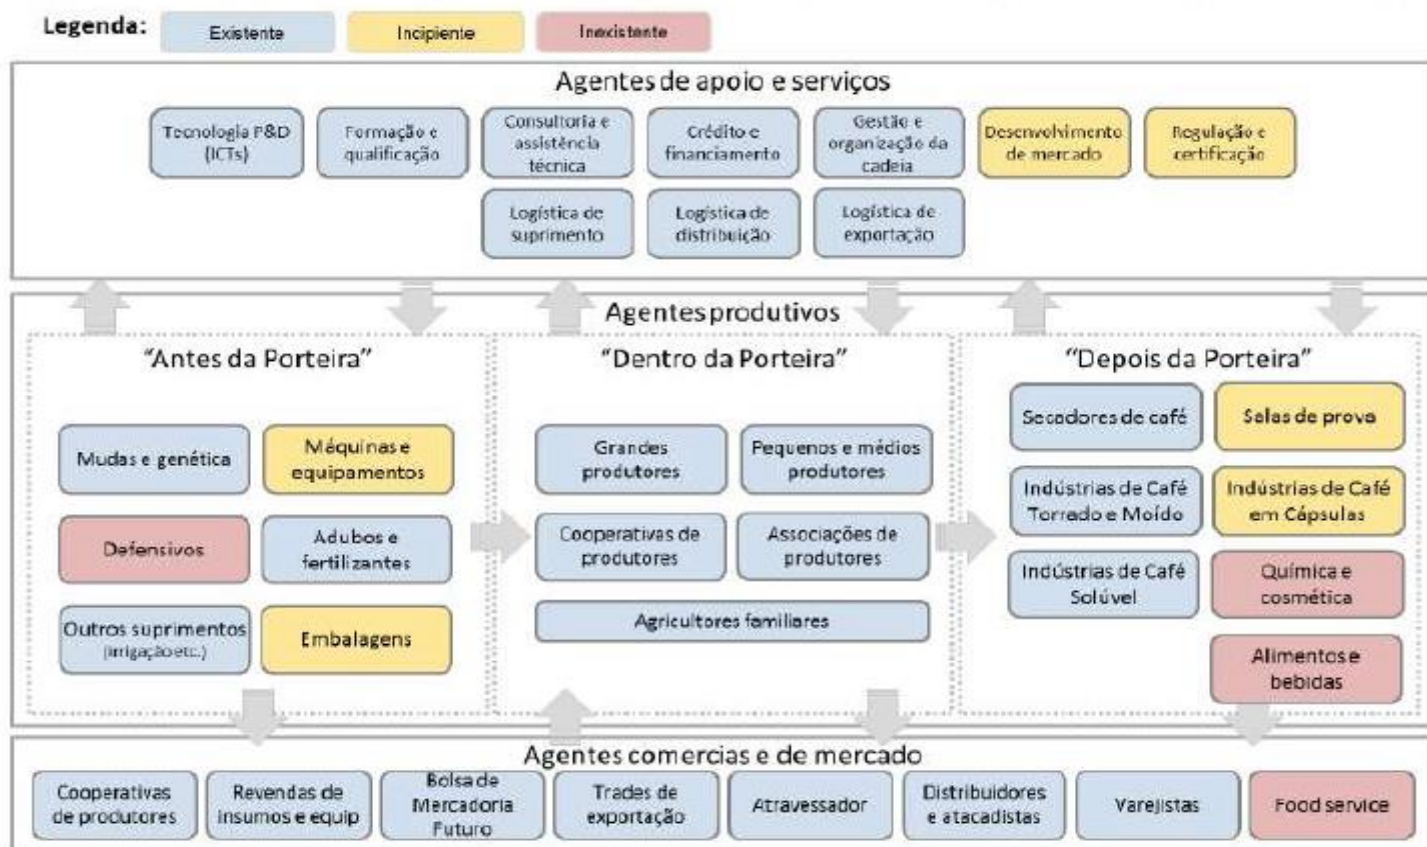 Legenda:
Existente
Incipiente
Inexistente
Agentes de apoio e serviços
Tecnologia P&D
(ICTs)
Formação e
qualificação
Consultoria e
assistência
técnica
Crédito e
financiamento
Gestão e
organização da
cadeia
Desenvolvimento
de mercado
Regulação e
certificação
Logística de
suprimento
Logística de
distribuição
Logística de
exportação
Agentes produtivos
“Antes da Porteira”
“Dentro da Porteira”
“Depois da Porteira”
Mudas e genética
Máquinas e
equipamentos
Defensivos
Adubos e
fertilizantes
Outros suprimentos
(irrigação etc.)
Embalagens
Grandes
produtores
Pequenos e médios
produtores
Cooperativas de
produtores
Associações de
produtores
Agricultores familiares
Secadores de café
Salas de prova
Indústrias de Café
Torrado e Moído
Indústrias de Café
em Cápsulas
Indústrias de Café
Solúvel
Química e
cosmética
Alimentos e
bebidas
Agentes comercias e de mercado
Cooperativas
de produtores
Revendas de
insumos e equip
Bolsa de
Mercadoria
Futuro
Trades de
exportação
Atravessador
Distribuidores
e atacadistas
Varejistas
Food service